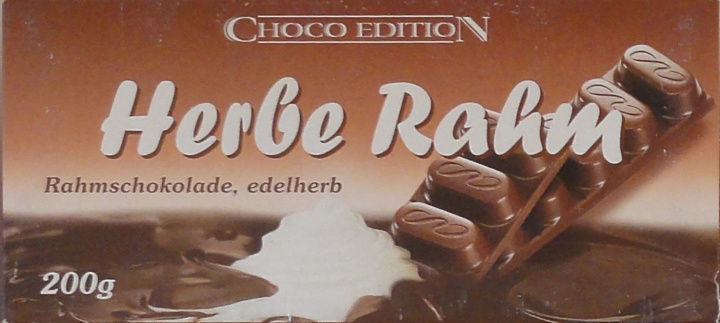 CHOCO EDITION
Herbe Rahm
Rahmschokolade, edelherb
200g